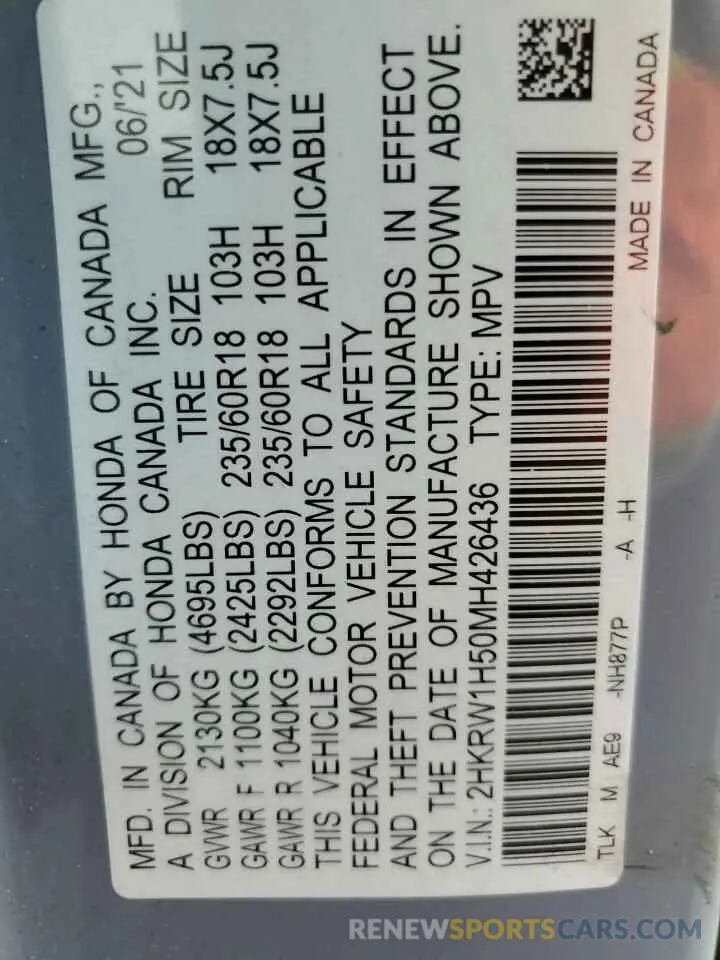 MFD. IN CANADA BY HONDA OF CANADA MFG.,
A DIVISION OF HONDA CANADA INC. 06/'21
GVWR 2130KG (4695LBS) TIRE SIZE RIM SIZE
GAWR F 1100KG (2425LBS) 235/60R18 103H 18X7.5J
GAWR R 1040KG (2292LBS) 235/60R18 103H 18X7.5J
THIS VEHICLE CONFORMS TO ALL APPLICABLE
FEDERAL MOTOR VEHICLE SAFETY
AND THEFT PREVENTION STANDARDS IN EFFECT
ON THE DATE OF MANUFACTURE SHOWN ABOVE.
V.I.N.: 2HKRW1H50MH426436 TYPE: MPV
TLK M AE9 -NH877P -A -H MADE IN CANADA
RENEWSPORTSCARS.COM